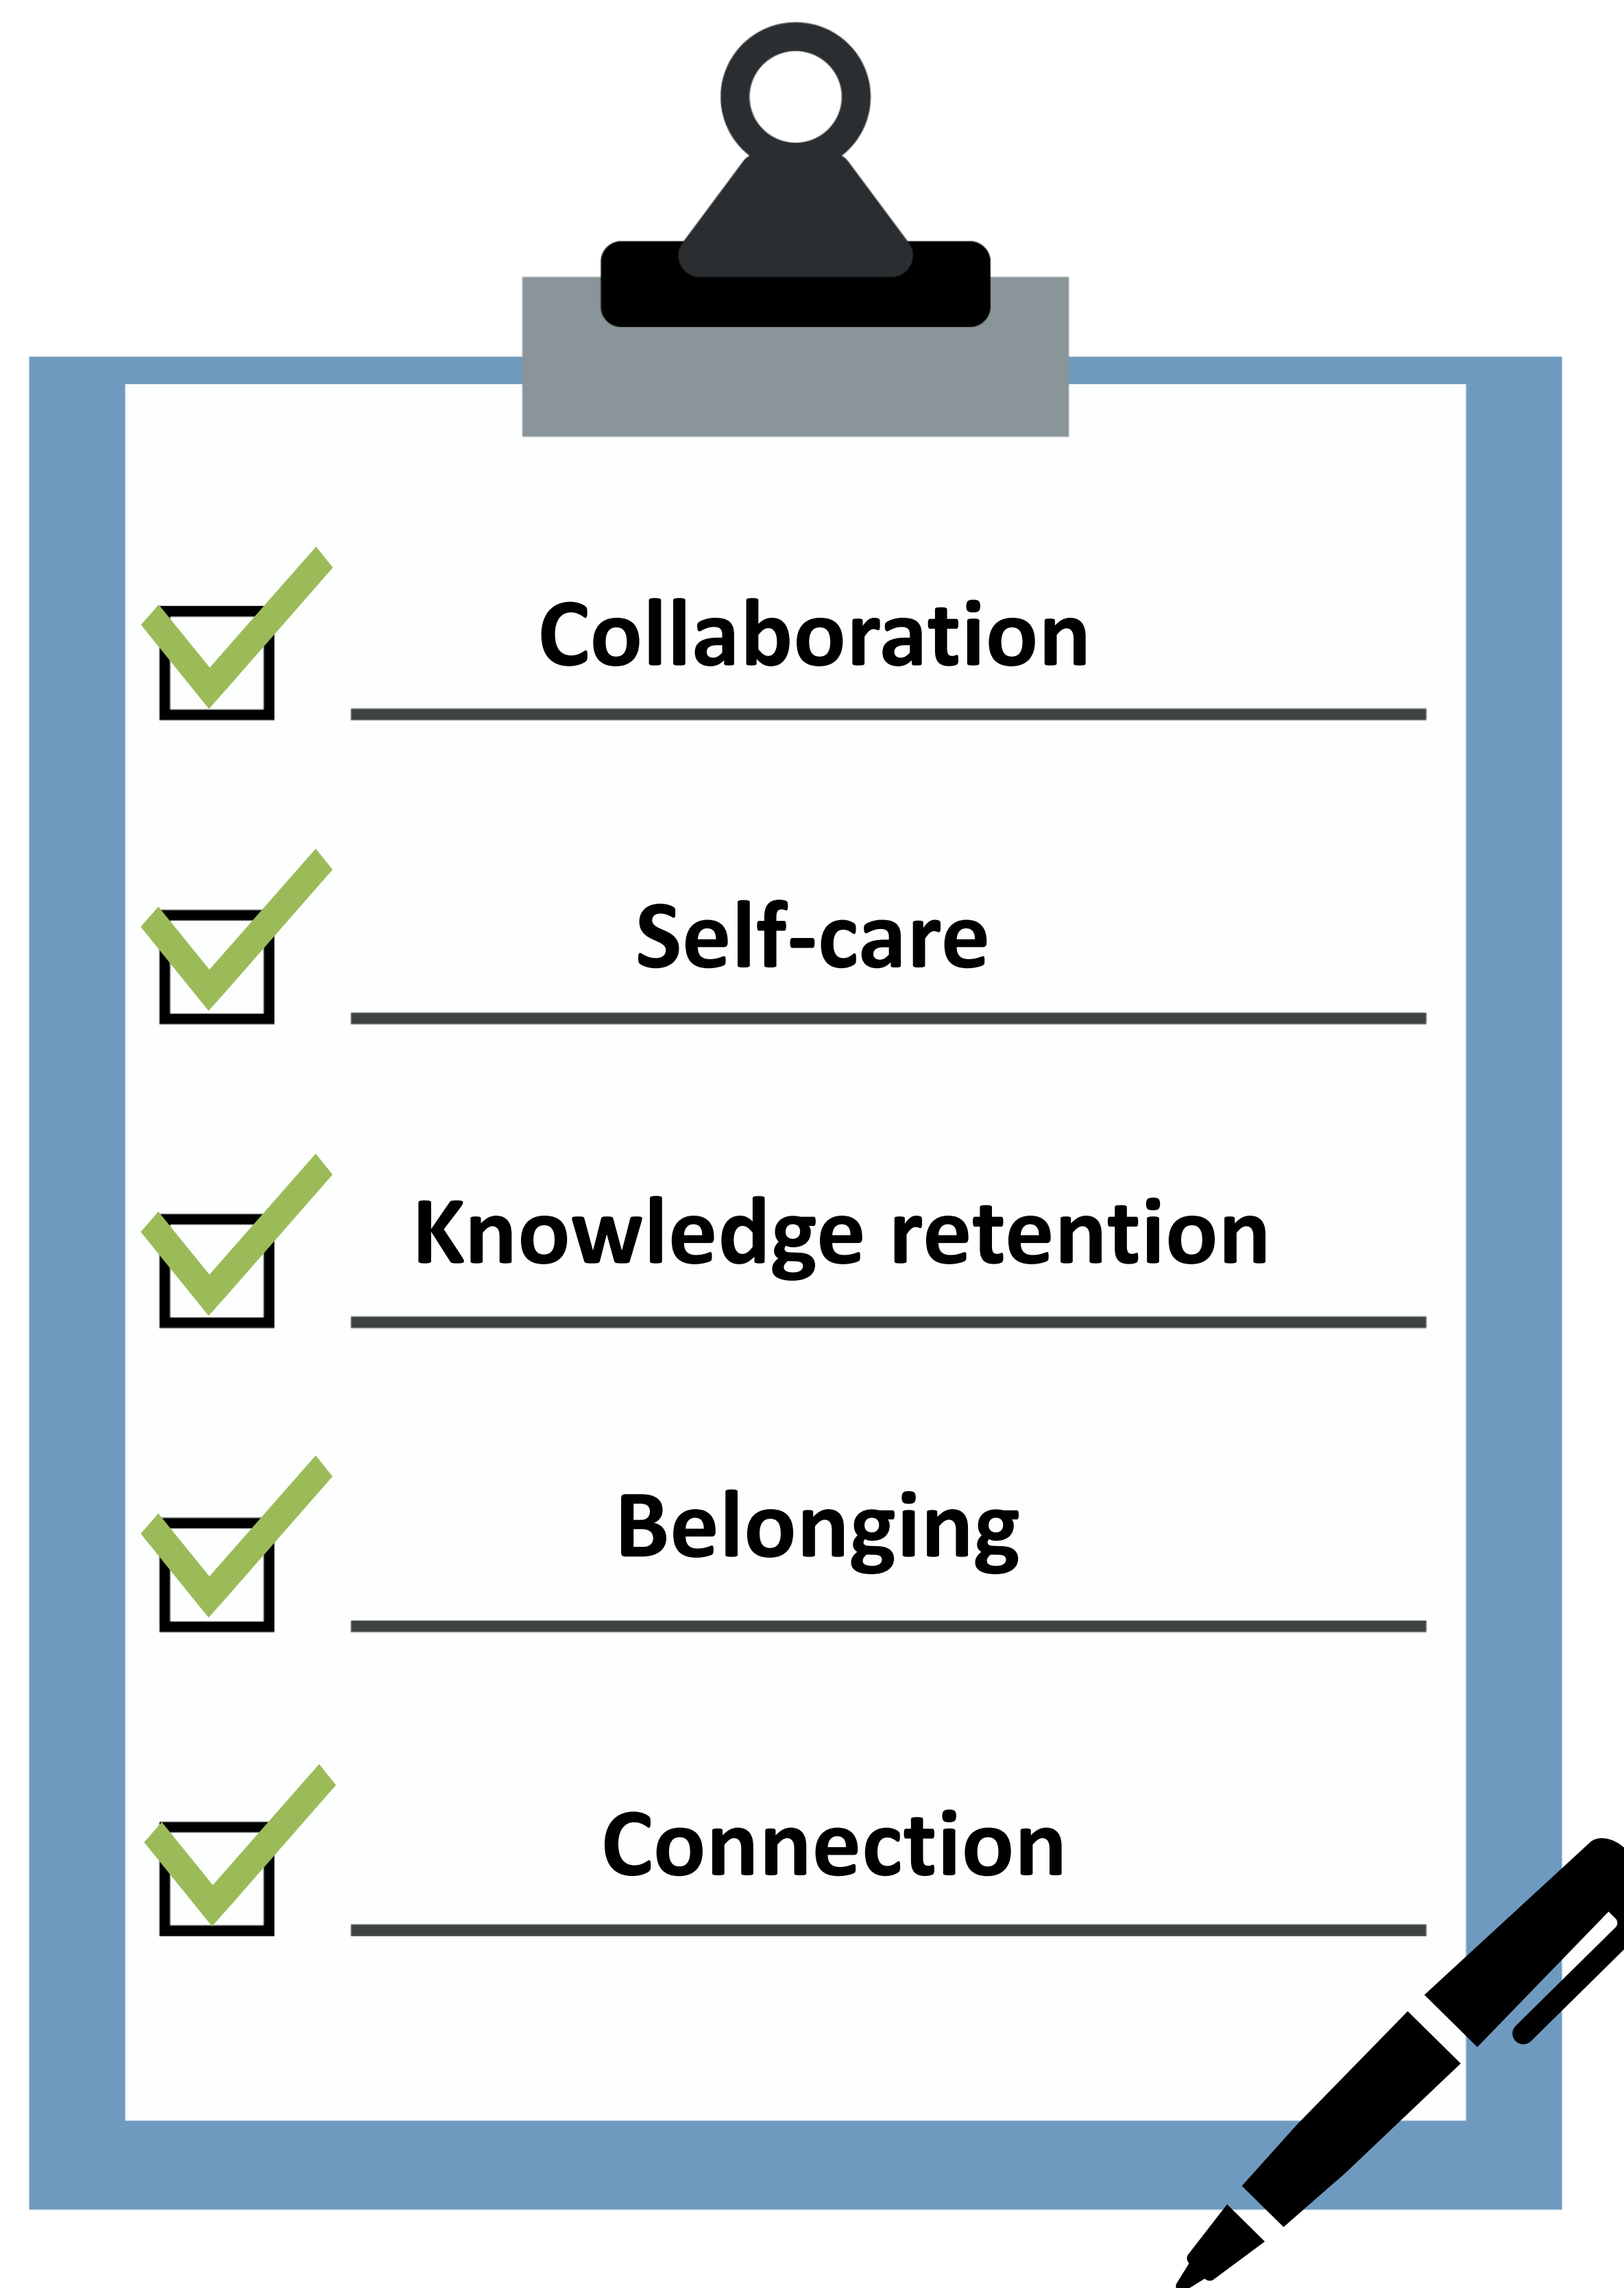 Collaboration
Self-care
Knowledge retention
Belonging
Connection